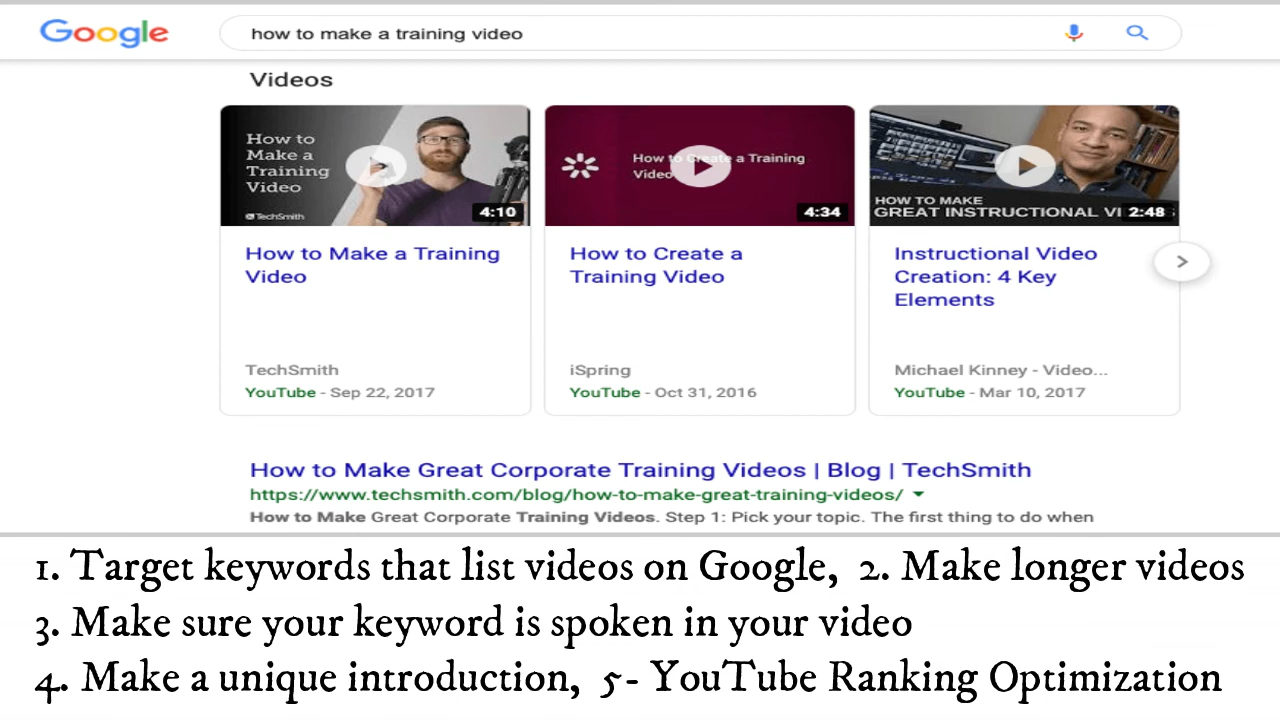 Google
how to make a training video
Videos
How to
Make a
Training
Video
TechSmith
4:10
How to Create a Training
Video
4:34
HOW TO MAKE
GREAT INSTRUCTIONAL
2:48
How to Make a Training
Video
TechSmith
YouTube - Sep 22, 2017
How to Create a
Training Video
iSpring
YouTube - Oct 31, 2016
Instructional Video
Creation: 4 Key
Elements
Michael Kinney - Video...
YouTube - Mar 10, 2017
How to Make Great Corporate Training Videos | Blog | TechSmith
https://www.techsmith.com/blog/how-to-make-great-training-videos/
How to Make Great Corporate Training Videos. Step 1: Pick your topic. The first thing to do when
1. Target keywords that list videos on Google, 2. Make longer videos
3. Make sure your keyword is spoken in your video
4. Make a unique introduction, 5- YouTube Ranking Optimization